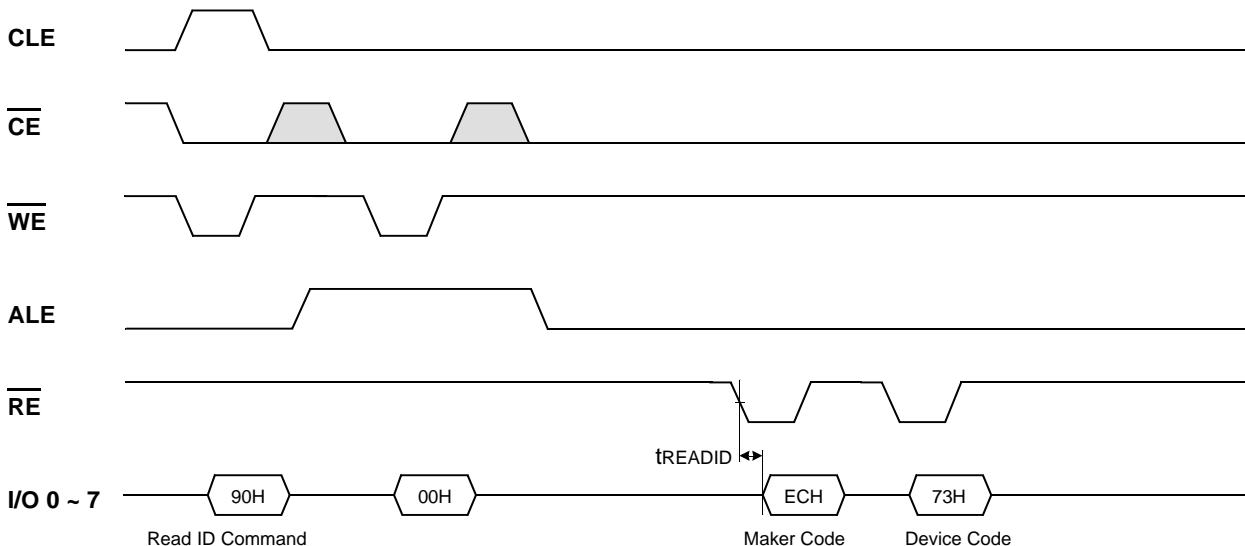 CLE
CE
WE
ALE
RE
tREADID
I/O 0 ~ 7
90H
00H
ECH
73H
Read ID Command
Maker Code
Device Code